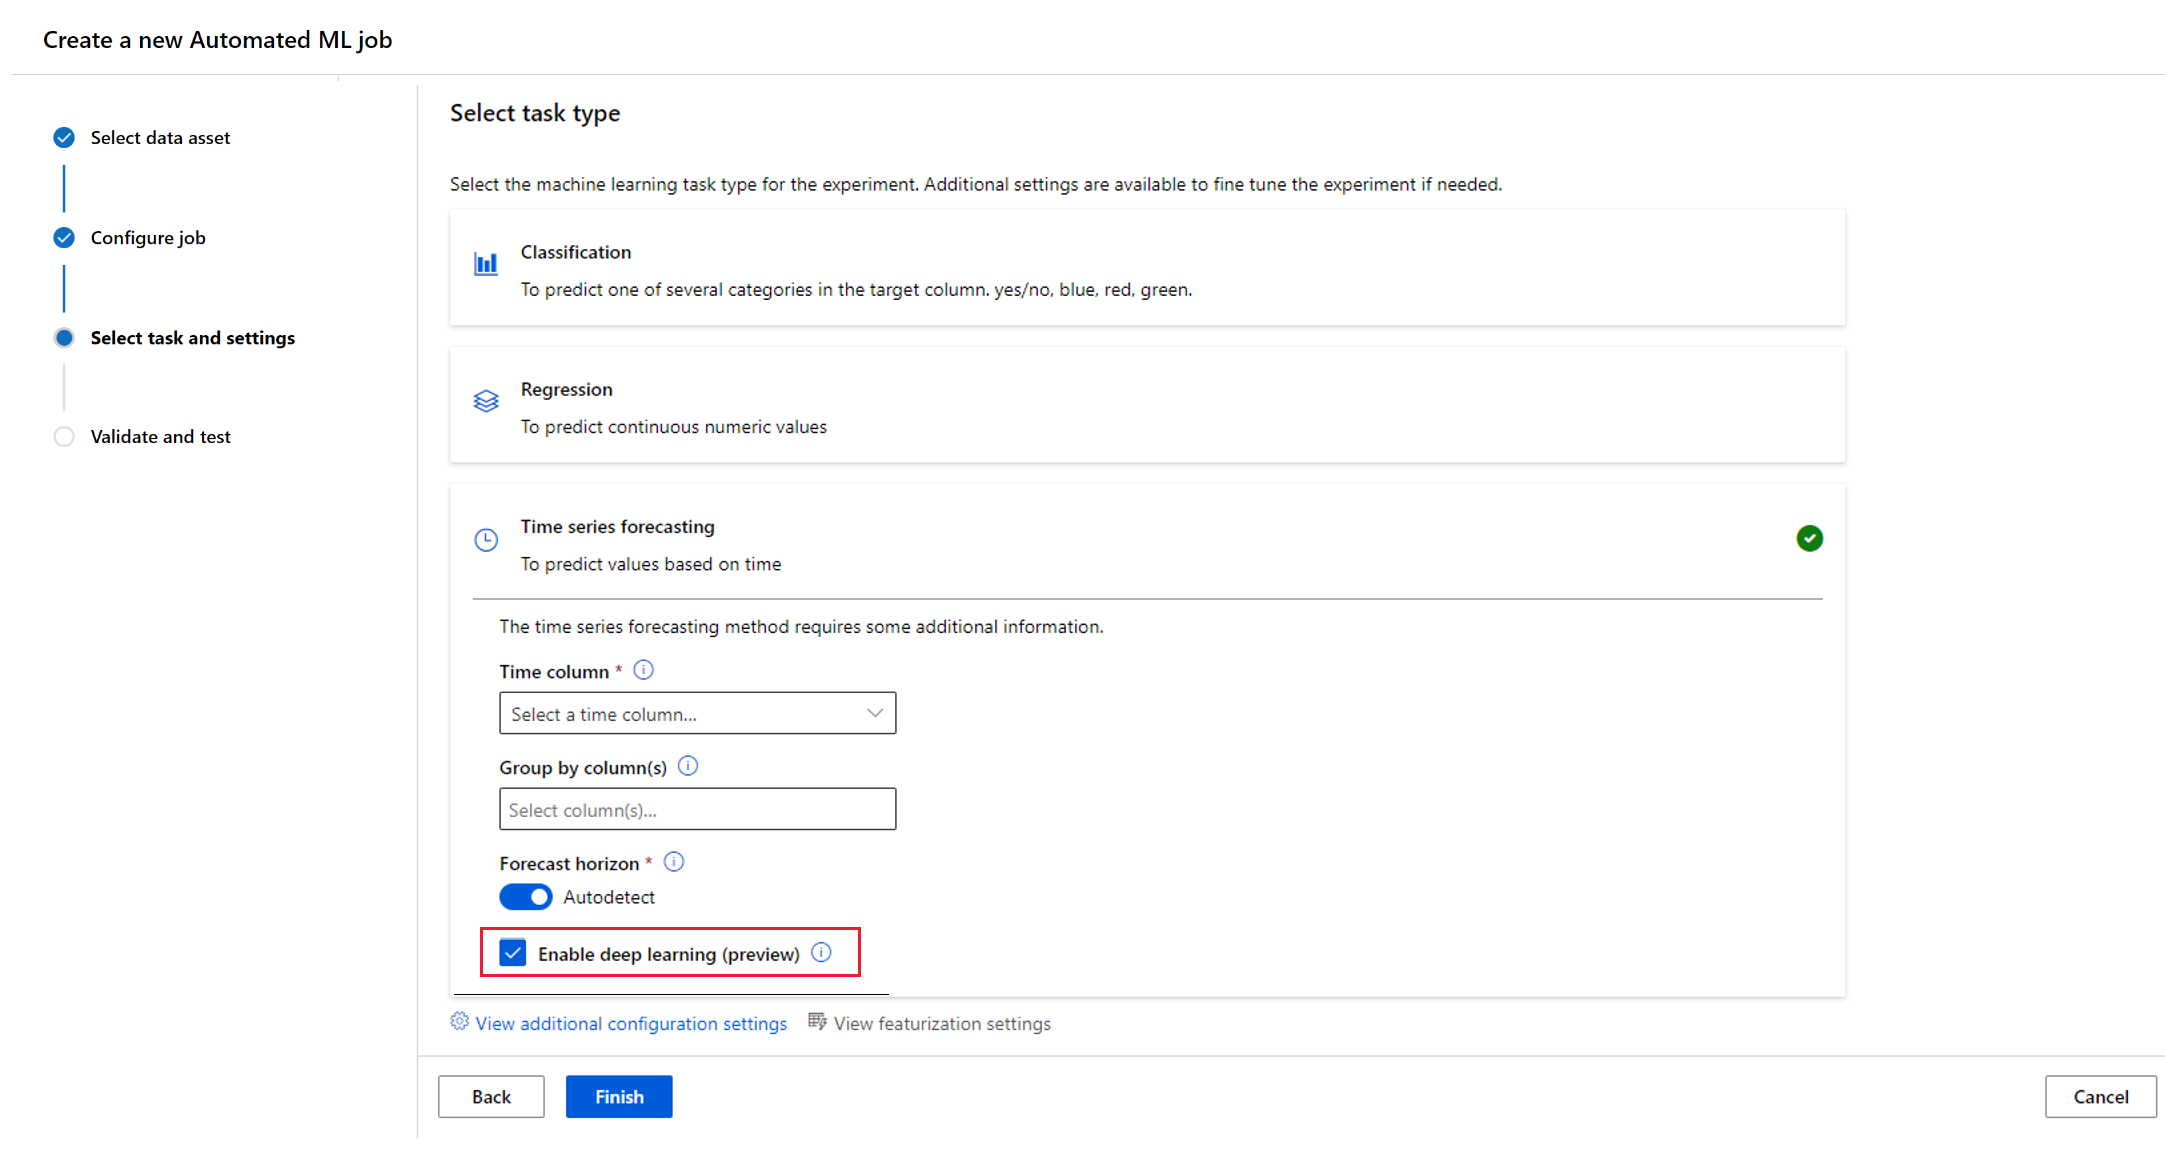 Create a new Automated ML job
Select data asset
Configure job
Select task and settings
Validate and test
Select task type
Select the machine learning task type for the experiment. Additional settings are available to fine tune the experiment if needed.
Classification
To predict one of several categories in the target column. yes/no, blue, red, green.
Regression
To predict continuous numeric values
Time series forecasting
To predict values based on time
The time series forecasting method requires some additional information.
Time column *
Select a time column...
Group by column(s)
Select column(s)...
Forecast horizon *
Autodetect
Enable deep learning (preview)
View additional configuration settings View featurization settings
Back Finish Cancel